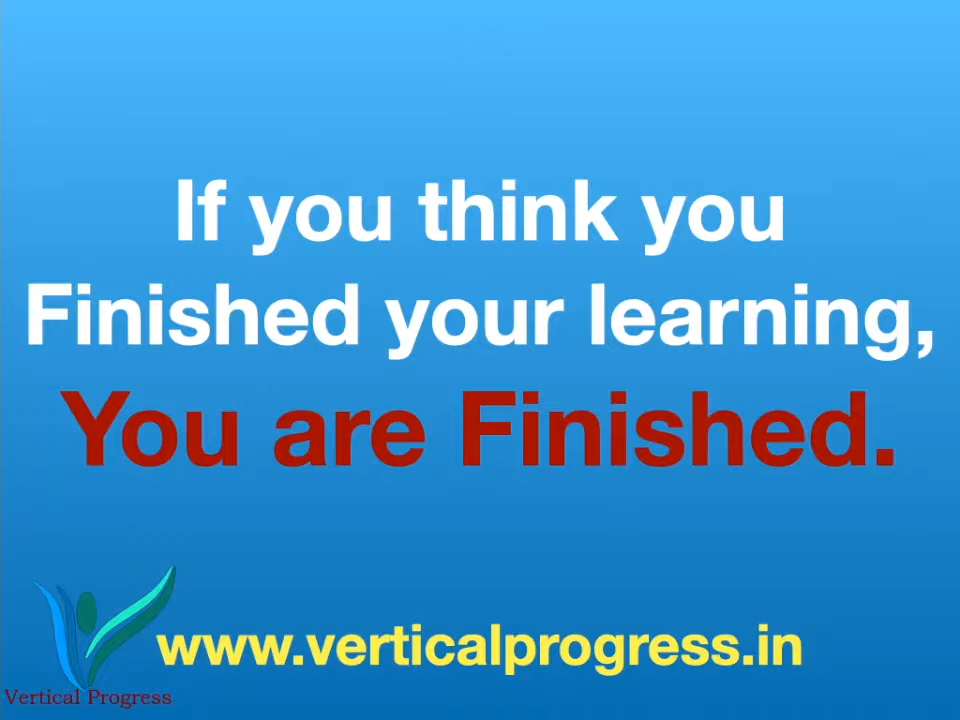 If you think you
Finished your learning,
You are Finished.
www.verticalprogress.in
Vertical Progress